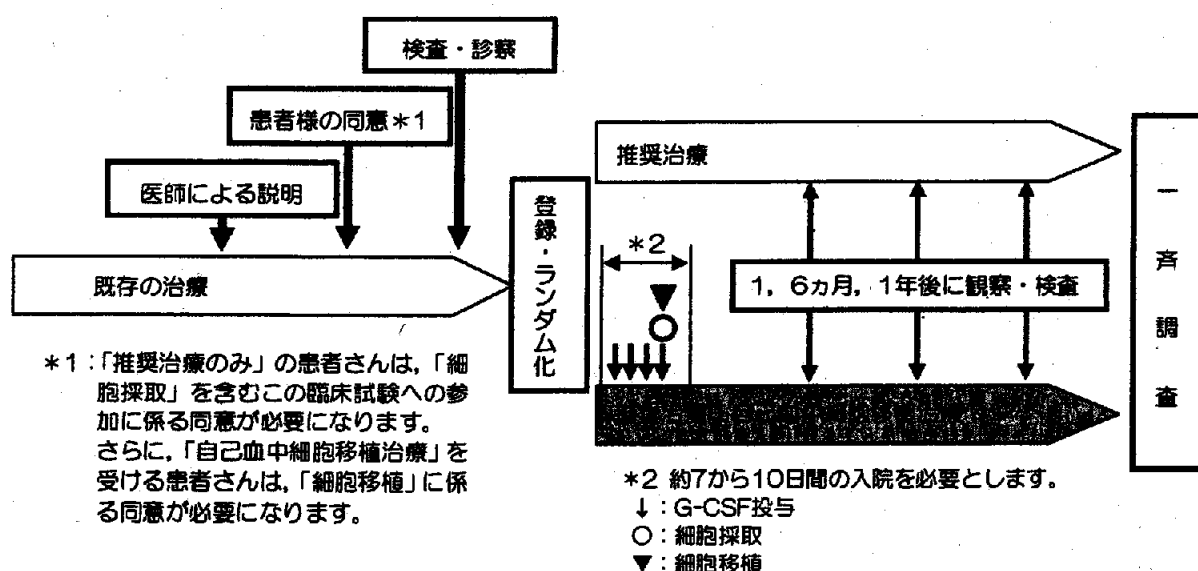 検査・診察
患者様の同意*1
医師による説明
既存の治療
登録・ランダム化
推奨治療
*2
1,6ヵ月,1年後に観察・検査
一斉調査
*1:「推奨治療のみ」の患者さんは,「細
胞採取」を含むこの臨床試験への参
加に係る同意が必要になります。
さらに,「自己血中細胞移植治療」を
受ける患者さんは,「細胞移植」に係
る同意が必要になります。
*2 約7から10日間の入院を必要とします。
↓:G-CSF投与
○:細胞採取
▼:細胞移植